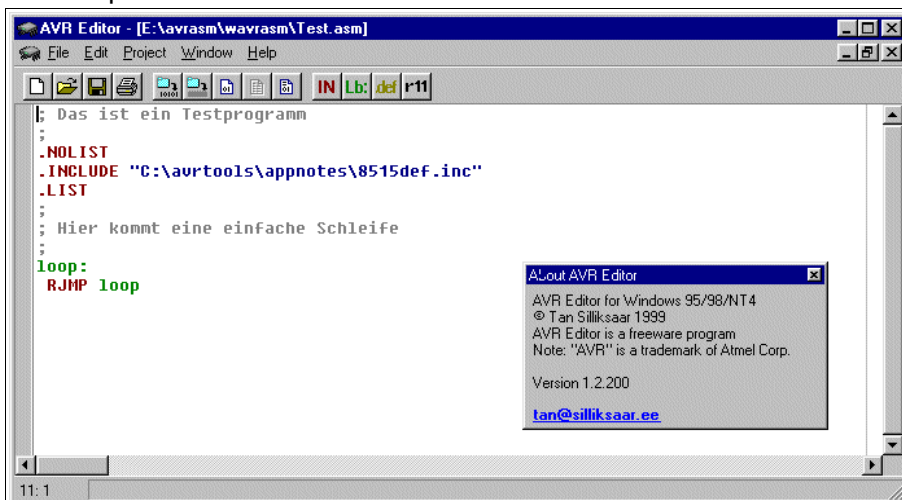 AVR Editor - [E:\avrasm\wavrasm\Test.asm]
File Edit Project Window Help
IN Lb: .def r11
; Das ist ein Testprogramm
;
.NOLIST
.INCLUDE "C:\avrtools\appnotes\8515def.inc"
.LIST
;
; Hier kommt eine einfache Schleife
;
loop:
RJMP loop
About AVR Editor
AVR Editor for Windows 95/98/NT4
© Tan Silliksaar 1999
AVR Editor is a freeware program
Note: "AVR" is a trademark of Atmel Corp.
Version 1.2.200
tan@silliksaar.ee
11: 1